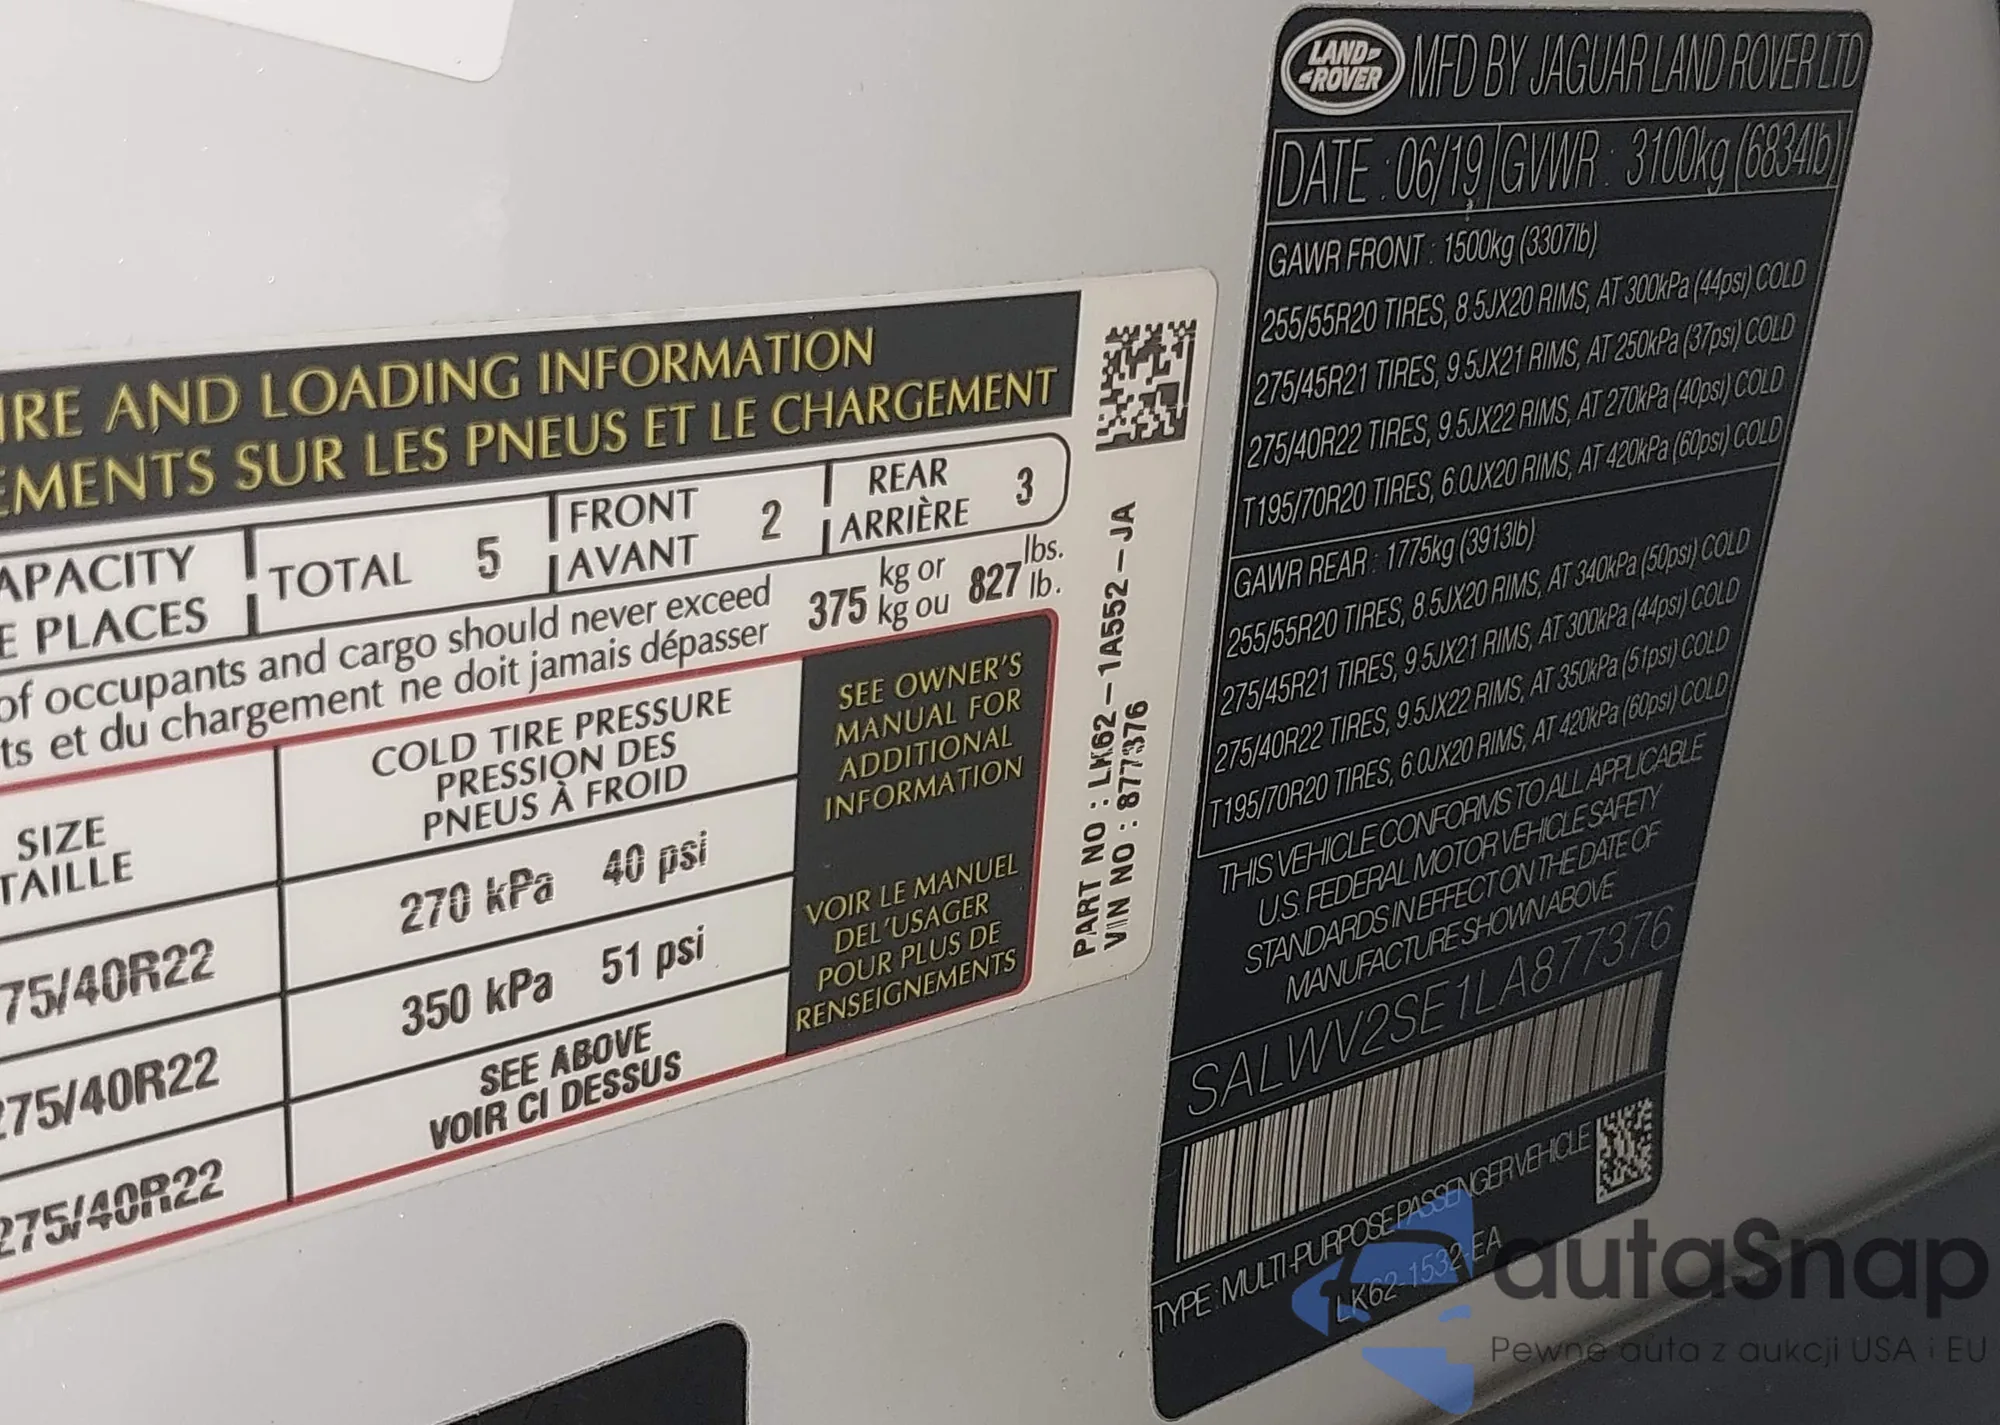 IRE AND LOADING INFORMATION
EMENTS SUR LES PNEUS ET LE CHARGEMENT
APACITY
E PLACES
TOTAL 5
FRONT
AVANT
2
REAR
ARRIÈRE
3
of occupants and cargo should never exceed
ts et du chargement ne doit jamais dépasser
375 kg or
kg ou
827 lbs.
lb.
SIZE
TAILLE
COLD TIRE PRESSURE
PRESSION DES
PNEUS À FROID
75/40R22
270 kPa 40 psi
275/40R22
350 kPa 51 psi
275/40R22
SEE ABOVE
VOIR CI DESSUS
SEE OWNER'S
MANUAL FOR
ADDITIONAL
INFORMATION
VOIR LE MANUEL
DEL'USAGER
POUR PLUS DE
RENSEIGNEMENTS
PART NO : LK62-1A552-JA
VIN NO : 877376
LAND
ROVER
MFD BY JAGUAR LAND ROVER LTD
DATE : 06/19 GVWR : 3100kg (6834lb)
GAWR FRONT : 1500kg (3307lb)
255/55R20 TIRES, 8.5JX20 RIMS, AT 300kPa (44psi) COLD
275/45R21 TIRES, 9.5JX21 RIMS, AT 250kPa (37psi) COLD
275/40R22 TIRES, 9.5JX22 RIMS, AT 270kPa (40psi) COLD
T195/70R20 TIRES, 6.0JX20 RIMS, AT 420kPa (60psi) COLD
GAWR REAR : 1775kg (3913lb)
255/55R20 TIRES, 8.5JX20 RIMS, AT 340kPa (50psi) COLD
275/45R21 TIRES, 9.5JX21 RIMS, AT 300kPa (44psi) COLD
275/40R22 TIRES, 9.5JX22 RIMS, AT 350kPa (51psi) COLD
T195/70R20 TIRES, 6.0JX20 RIMS, AT 420kPa (60psi) COLD
THIS VEHICLE CONFORMS TO ALL APPLICABLE
U.S. FEDERAL MOTOR VEHICLE SAFETY
STANDARDS IN EFFECT ON THE DATE OF
MANUFACTURE SHOWN ABOVE
SALWV2SE1LA877376
TYPE : MULTI-PURPOSE PASSENGER VEHICLE
LK62-1532-EA
autaSnap
Pewne auta z aukcji USA i EU